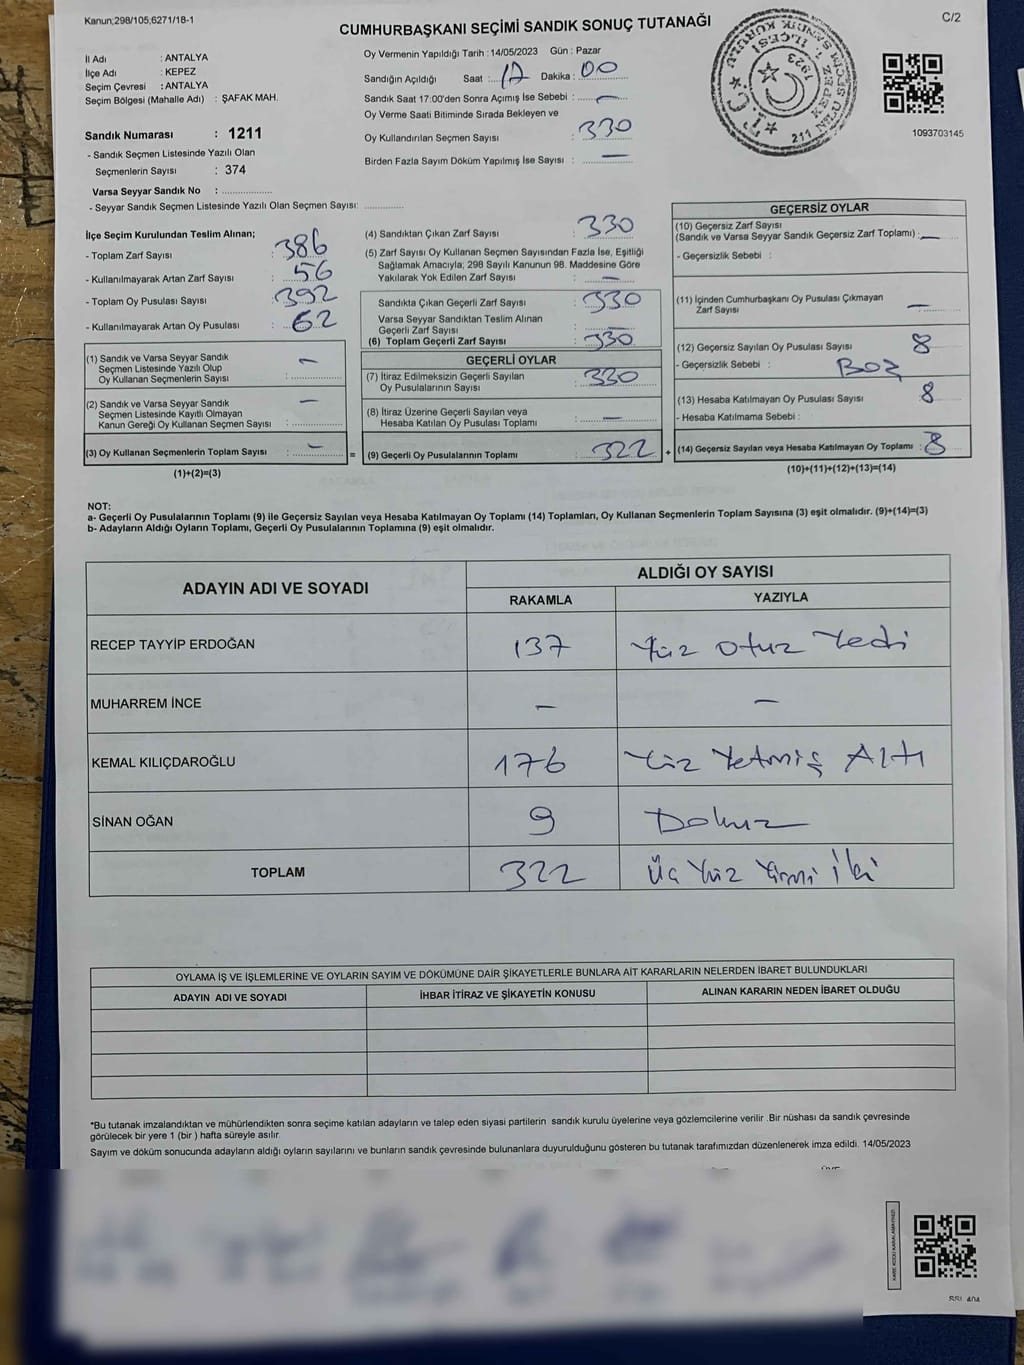 Kanun;298/105,6271/18-1
C/2
CUMHURBAŞKANI SEÇİMİ SANDIK SONUÇ TUTANAĞI
İl Adı : ANTALYA
İlçe Adı : KEPEZ
Seçim Çevresi : ANTALYA
Seçim Bölgesi (Mahalle Adı) : ŞAFAK MAH.
Sandık Numarası : 1211
- Sandık Seçmen Listesinde Yazılı Olan
Seçmenlerin Sayısı : 374
Varsa Seyyar Sandık No : ..................
- Seyyar Sandık Seçmen Listesinde Yazılı Olan Seçmen Sayısı: ..............
Oy Vermenin Yapıldığı Tarih : 14/05/2023 Gün : Pazar
Sandığın Açıldığı Saat : 17 Dakika : 00
Sandık Saat 17:00'den Sonra Açımış İse Sebebi : —
Oy Verme Saati Bitiminde Sırada Bekleyen ve
Oy Kullandırılan Seçmen Sayısı : 330
Birden Fazla Sayım Döküm Yapılmış İse Sayısı : —
T.C.
KEPEZ 1. İLÇE SEÇİM SANDIK KURULU
1923
211 NOLU
1093703145
İlçe Seçim Kurulundan Teslim Alınan;
- Toplam Zarf Sayısı : 386
- Kullanılmayarak Artan Zarf Sayısı : 56
- Toplam Oy Pusulası Sayısı : 392
- Kullanılmayarak Artan Oy Pusulası : 62
(1) Sandık ve Varsa Seyyar Sandık
Seçmen Listesinde Yazılı Olup
Oy Kullanan Seçmenlerin Sayısı : —
(2) Sandık ve Varsa Seyyar Sandık
Seçmen Listesinde Kayıtlı Olmayan
Kanun Gereği Oy Kullanan Seçmen Sayısı : —
(3) Oy Kullanan Seçmenlerin Toplam Sayısı : —
(1)+(2)=(3)
=
(4) Sandıktan Çıkan Zarf Sayısı : 330
(5) Zarf Sayısı Oy Kullanan Seçmen Sayısından Fazla İse, Eşitliği
Sağlamak Amacıyla; 298 Sayılı Kanunun 98. Maddesine Göre
Yakılarak Yok Edilen Zarf Sayısı : —
Sandıkta Çıkan Geçerli Zarf Sayısı : 330
Varsa Seyyar Sandıktan Teslim Alınan
Geçerli Zarf Sayısı : ..............
(6) Toplam Geçerli Zarf Sayısı : 330
GEÇERLİ OYLAR
(7) İtiraz Edilmeksizin Geçerli Sayılan
Oy Pusulalarının Sayısı : 330
(8) İtiraz Üzerine Geçerli Sayılan veya
Hesaba Katılan Oy Pusulası Toplamı : —
(9) Geçerli Oy Pusulalarının Toplamı : 322
+
GEÇERSİZ OYLAR
(10) Geçersiz Zarf Sayısı
(Sandık ve Varsa Seyyar Sandık Geçersiz Zarf Toplamı) : —
- Geçersizlik Sebebi :
(11) İçinden Cumhurbaşkanı Oy Pusulası Çıkmayan
Zarf Sayısı —
(12) Geçersiz Sayılan Oy Pusulası Sayısı 8
- Geçersizlik Sebebi : BOZ
(13) Hesaba Katılmayan Oy Pusulası Sayısı 8
- Hesaba Katılmama Sebebi :
(14) Geçersiz Sayılan veya Hesaba Katılmayan Oy Toplamı : 8
(10)+(11)+(12)+(13)=(14)
NOT:
a- Geçerli Oy Pusulalarının Toplamı (9) ile Geçersiz Sayılan veya Hesaba Katılmayan Oy Toplamı (14) Toplamları, Oy Kullanan Seçmenlerin Toplam Sayısına (3) eşit olmalıdır. (9)+(14)=(3)
b- Adayların Aldığı Oyların Toplamı, Geçerli Oy Pusulalarının Toplamına (9) eşit olmalıdır.
ADAYIN ADI VE SOYADI
ALDIĞI OY SAYISI
RAKAMLA YAZIYLA
RECEP TAYYİP ERDOĞAN 137 Yüz Otuz Yedi
MUHARREM İNCE — —
KEMAL KILIÇDAROĞLU 176 Yüz Yetmiş Altı
SİNAN OĞAN 9 Dokuz
TOPLAM 322 Üç Yüz Yirmi İki
OYLAMA İŞ VE İŞLEMLERİNE VE OYLARIN SAYIM VE DÖKÜMÜNE DAİR ŞİKAYETLERLE BUNLARA AİT KARARLARIN NELERDEN İBARET BULUNDUKLARI
ADAYIN ADI VE SOYADI İHBAR İTİRAZ VE ŞİKAYETİN KONUSU ALINAN KARARIN NEDEN İBARET OLDUĞU
*Bu tutanak imzalandıktan ve mühürlendikten sonra seçime katılan adayların ve talep eden siyasi partilerin sandık kurulu üyelerine veya gözlemcilerine verilir .Bir nüshası da sandık çevresinde
görülecek bir yere 1 (bir ) hafta süreyle asılır.
Sayım ve döküm sonucunda adayların aldığı oyların sayılarını ve bunların sandık çevresinde bulunanlara duyurulduğunu gösteren bu tutanak tarafımızdan düzenlenerek imza edildi. 14/05/2023